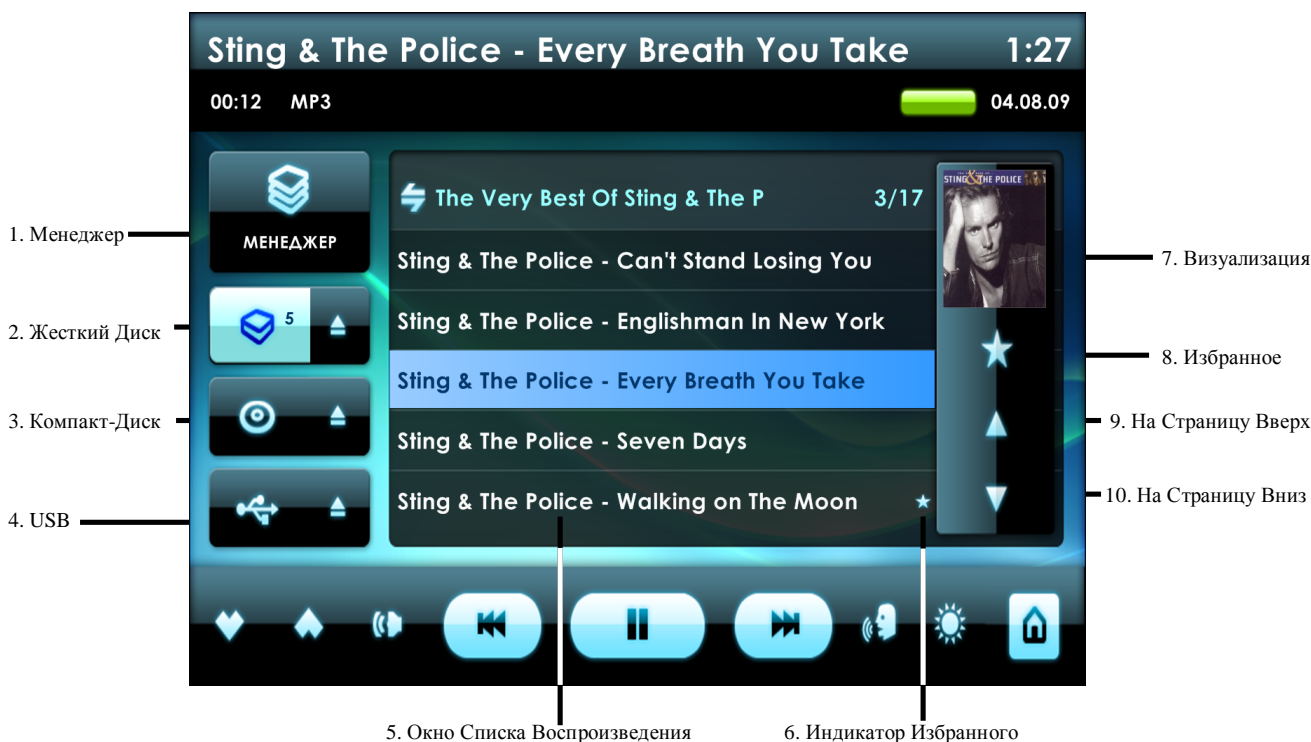 Sting & The Police - Every Breath You Take 1:27
00:12 MP3 04.08.09
МЕНЕДЖЕР
The Very Best Of Sting & The P 3/17
STING & THE POLICE
Sting & The Police - Can't Stand Losing You
5
Sting & The Police - Englishman In New York
Sting & The Police - Every Breath You Take
Sting & The Police - Seven Days
Sting & The Police - Walking on The Moon
1. Менеджер
2. Жесткий Диск
3. Компакт-Диск
4. USB
7. Визуализация
8. Избранное
9. На Страницу Вверх
10. На Страницу Вниз
5. Окно Списка Воспроизведения
6. Индикатор Избранного